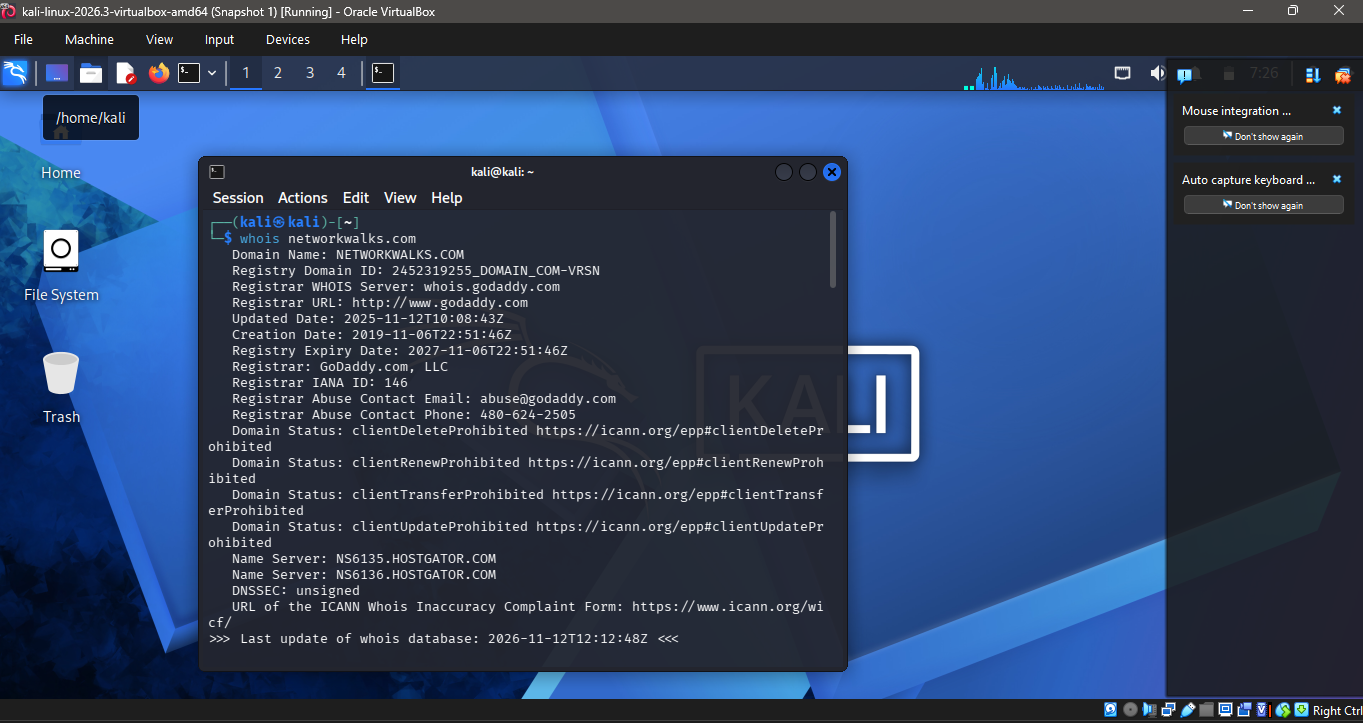 kali-linux-2026.3-virtualbox-amd64 (Snapshot 1) [Running] - Oracle VirtualBox
File Machine View Input Devices Help
1 2 3 4 7:26
/home/kali
Home
File System
Trash
kali@kali: ~
Session Actions Edit View Help
┌──(kali㉿kali)-[~]
└─$ whois networkwalks.com
Domain Name: NETWORKWALKS.COM
Registry Domain ID: 2452319255_DOMAIN_COM-VRSN
Registrar WHOIS Server: whois.godaddy.com
Registrar URL: http://www.godaddy.com
Updated Date: 2025-11-12T10:08:43Z
Creation Date: 2019-11-06T22:51:46Z
Registry Expiry Date: 2027-11-06T22:51:46Z
Registrar: GoDaddy.com, LLC
Registrar IANA ID: 146
Registrar Abuse Contact Email: abuse@godaddy.com
Registrar Abuse Contact Phone: 480-624-2505
Domain Status: clientDeleteProhibited https://icann.org/epp#clientDeletePr
ohibited
Domain Status: clientRenewProhibited https://icann.org/epp#clientRenewProh
ibited
Domain Status: clientTransferProhibited https://icann.org/epp#clientTransf
erProhibited
Domain Status: clientUpdateProhibited https://icann.org/epp#clientUpdatePr
ohibited
Name Server: NS6135.HOSTGATOR.COM
Name Server: NS6136.HOSTGATOR.COM
DNSSEC: unsigned
URL of the ICANN Whois Inaccuracy Complaint Form: https://www.icann.org/wi
cf/
>>> Last update of whois database: 2026-11-12T12:12:48Z <<<
KALI
Mouse integration ...
Don't show again
Auto capture keyboard ...
Don't show again
Right Ctrl